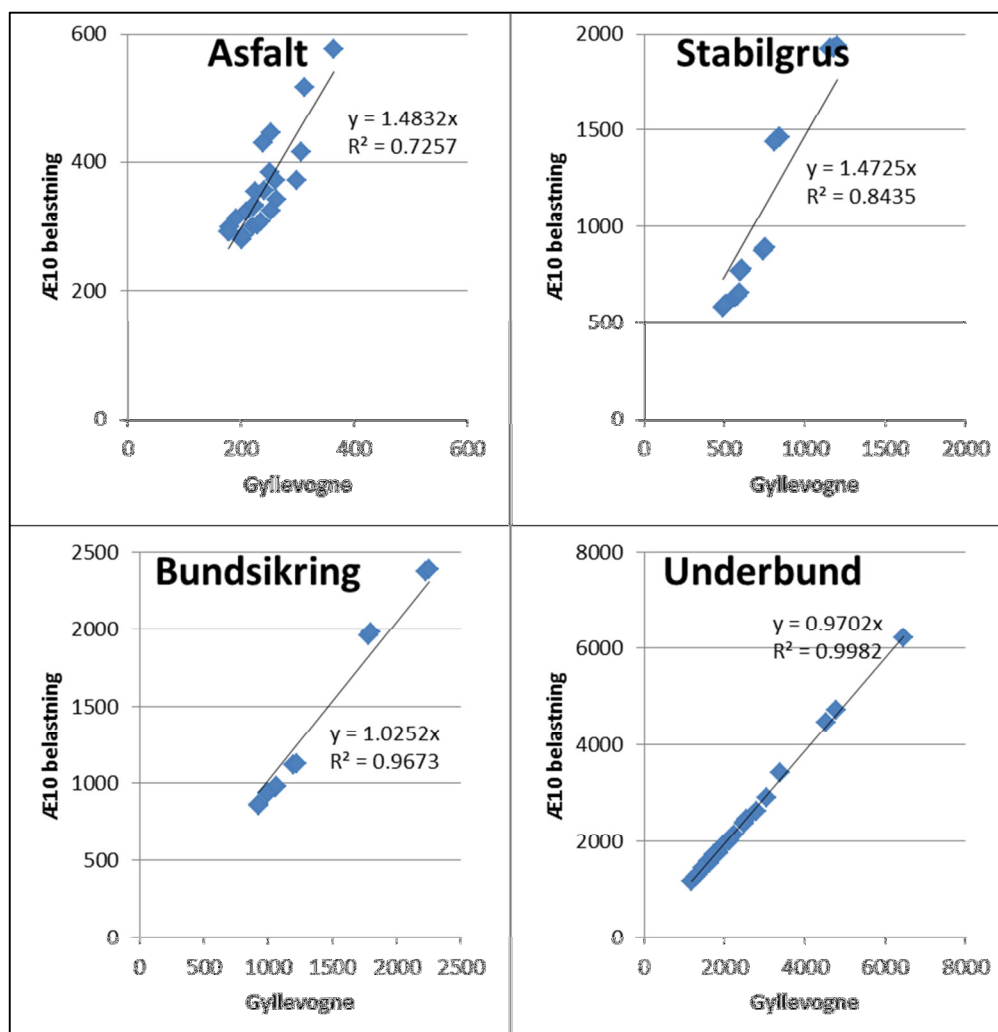 Asfalt
600
400
200
0
0 200 400 600
Æ10 belastning
Gyllevogne
y = 1.4832x
R² = 0.7257
Stabilgrus
2000
1500
1000
500
0
0 500 1000 1500 2000
Æ10 belastning
Gyllevogne
y = 1.4725x
R² = 0.8435
Bundsikring
2500
2000
1500
1000
500
0
0 500 1000 1500 2000 2500
Æ10 belastning
Gyllevogne
y = 1.0252x
R² = 0.9673
Underbund
8000
6000
4000
2000
0
0 2000 4000 6000 8000
Æ10 belastning
Gyllevogne
y = 0.9702x
R² = 0.9982